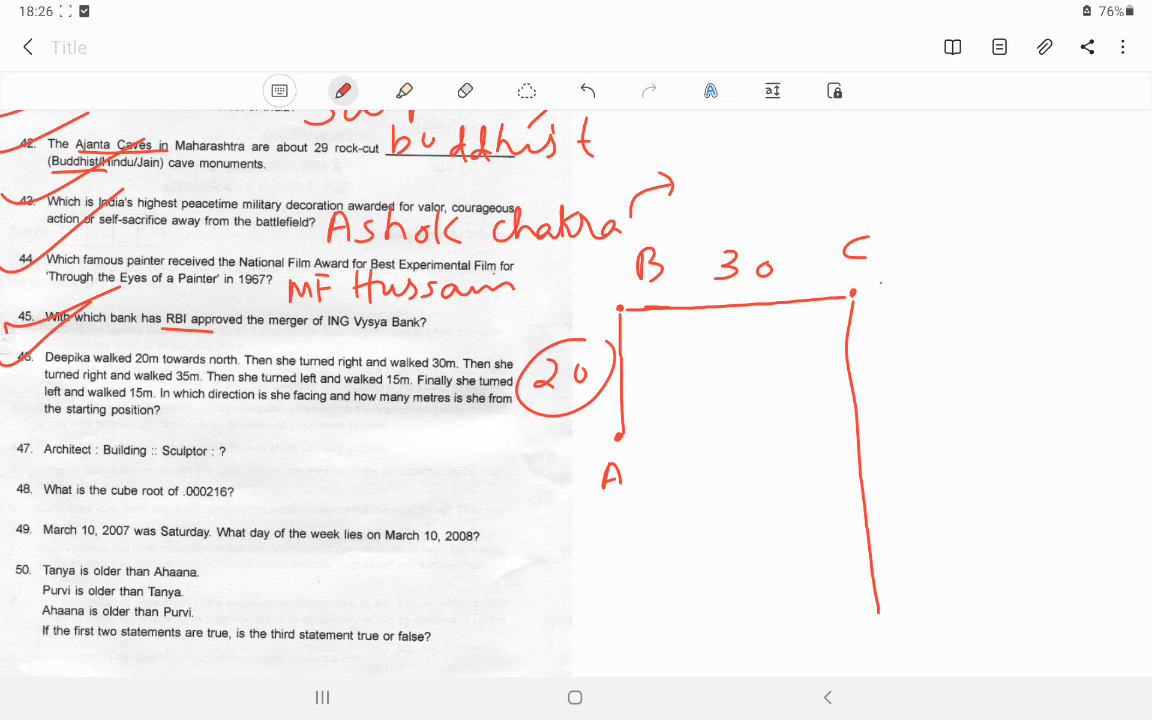 18:26
76%
Title
buddhist
42. The Ajanta Caves in Maharashtra are about 29 rock-cut
(Buddhist/Hindu/Jain) cave monuments.
43. Which is India's highest peacetime military decoration awarded for valor, courageous
action or self-sacrifice away from the battlefield?
Ashok chakra
44. Which famous painter received the National Film Award for Best Experimental Film for
'Through the Eyes of a Painter' in 1967?
MF Hussain
45. With which bank has RBI approved the merger of ING Vysya Bank?
46. Deepika walked 20m towards north. Then she turned right and walked 30m. Then she
turned right and walked 35m. Then she turned left and walked 15m. Finally she turned
left and walked 15m. In which direction is she facing and how many metres is she from
the starting position?
47. Architect : Building :: Sculptor : ?
48. What is the cube root of .000216?
49. March 10, 2007 was Saturday. What day of the week lies on March 10, 2008?
50. Tanya is older than Ahaana.
Purvi is older than Tanya.
Ahaana is older than Purvi.
If the first two statements are true, is the third statement true or false?
B 30 C
20
A